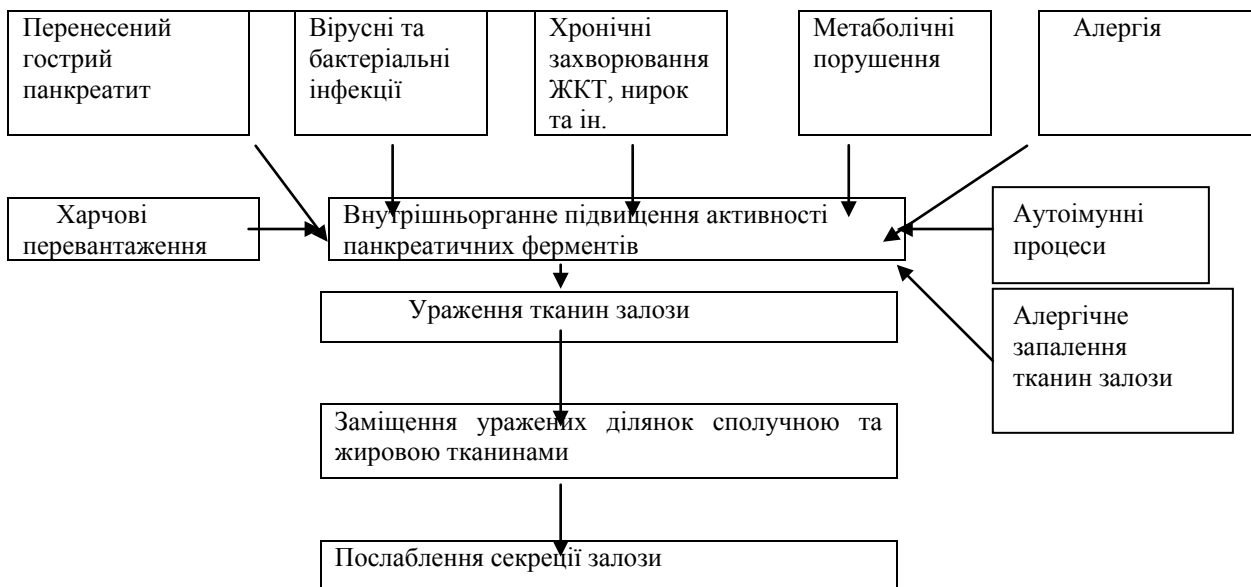 Перенесений
гострий
панкреатит
Вірусні та
бактеріальні
інфекції
Хронічні
захворювання
ЖКТ, нирок
та ін.
Метаболічні
порушення
Алергія
Харчові
перевантаження
Внутрішньорганне підвищення активності
панкреатичних ферментів
Аутоімунні
процеси
Ураження тканин залози
Алергічне
запалення
тканин залози
Заміщення уражених ділянок сполучною та
жировою тканинами
Послаблення секреції залози